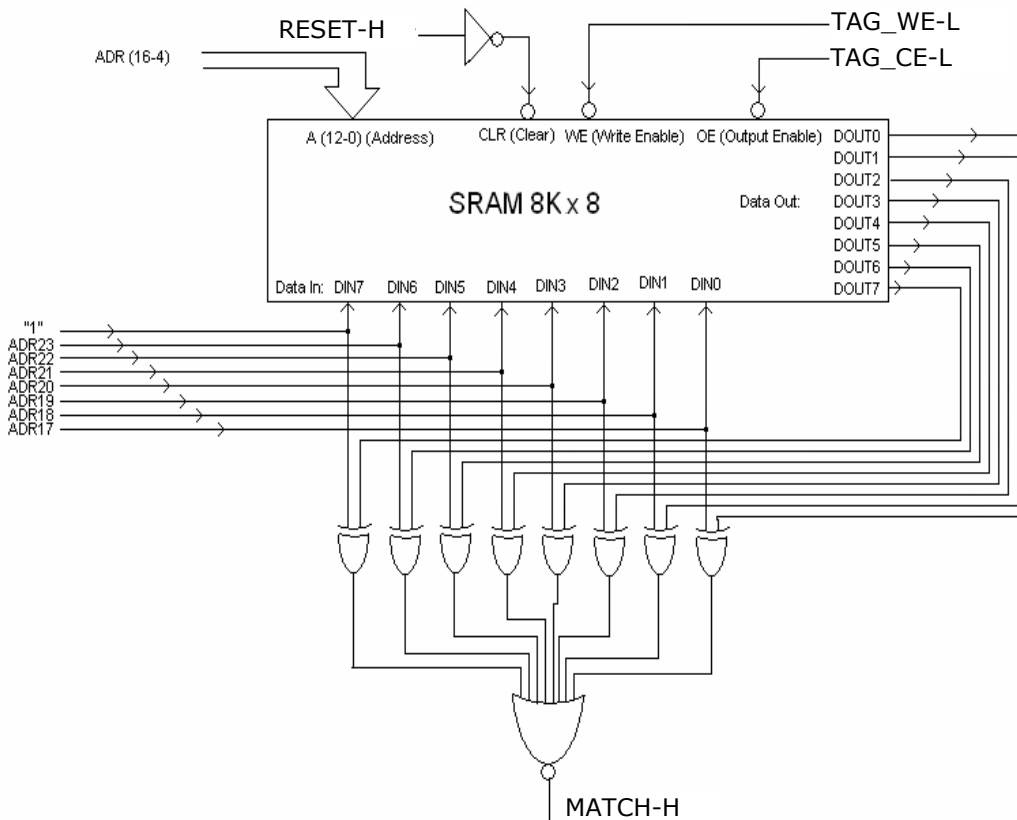 RESET-H
TAG_WE-L
TAG_CE-L
ADR (16-4)
A (12-0) (Address)
CLR (Clear)
WE (Write Enable)
OE (Output Enable)
DOUT0
DOUT1
DOUT2
Data Out:
DOUT3
DOUT4
DOUT5
DOUT6
DOUT7
SRAM 8K x 8
Data In:
DIN7
DIN6
DIN5
DIN4
DIN3
DIN2
DIN1
DIN0
"1"
ADR23
ADR22
ADR21
ADR20
ADR19
ADR18
ADR17
MATCH-H